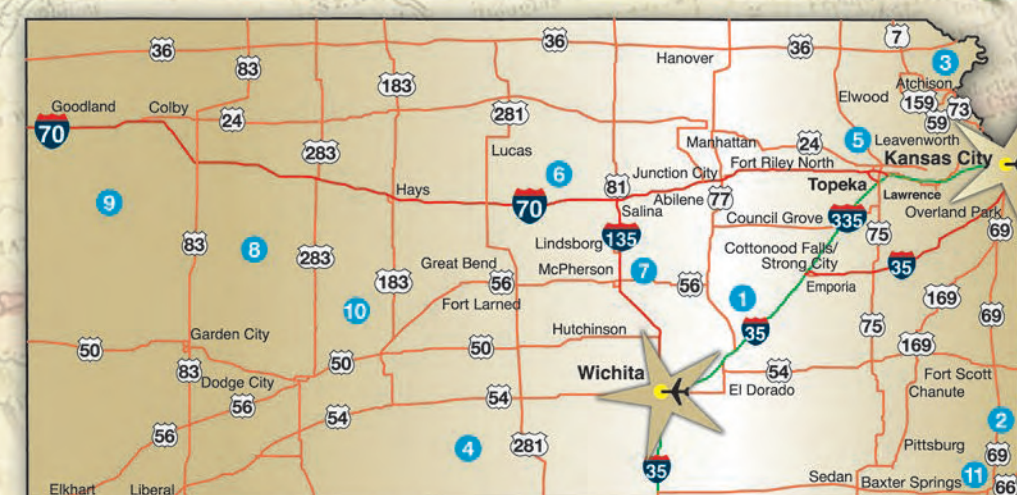 36
36
36
7
3
83
Hanover
183
Atchison
Elwood
159
73
Goodland
Colby
24
281
59
70
5
Leavenworth
Manhattan
24
283
Lucas
Kansas City
Fort Riley North
6
Junction City
Topeka
Hays
81
Abilene
77
Lawrence
9
70
Salina
Council Grove
335
Overland Park
83
8
283
Lindsborg
135
75
69
Cottonood Falls/
Strong City
35
Great Bend
McPherson
7
183
56
56
Emporia
10
Fort Larned
1
169
69
Garden City
Hutchinson
35
75
50
50
50
169
83
Dodge City
Wichita
54
Fort Scott
56
54
El Dorado
Chanute
54
56
4
281
2
Pittsburg
69
35
Elkhart
Liberal
Sedan
Baxter Springs
11
66